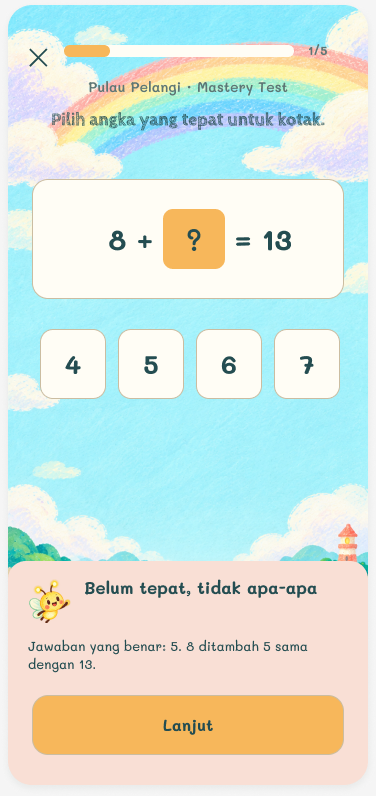 1/5
Pulau Pelangi • Mastery Test
Pilih angka yang tepat untuk kotak.
8 + ? = 13
4 5 6 7
Belum tepat, tidak apa-apa
Jawaban yang benar: 5. 8 ditambah 5 sama
dengan 13.
Lanjut